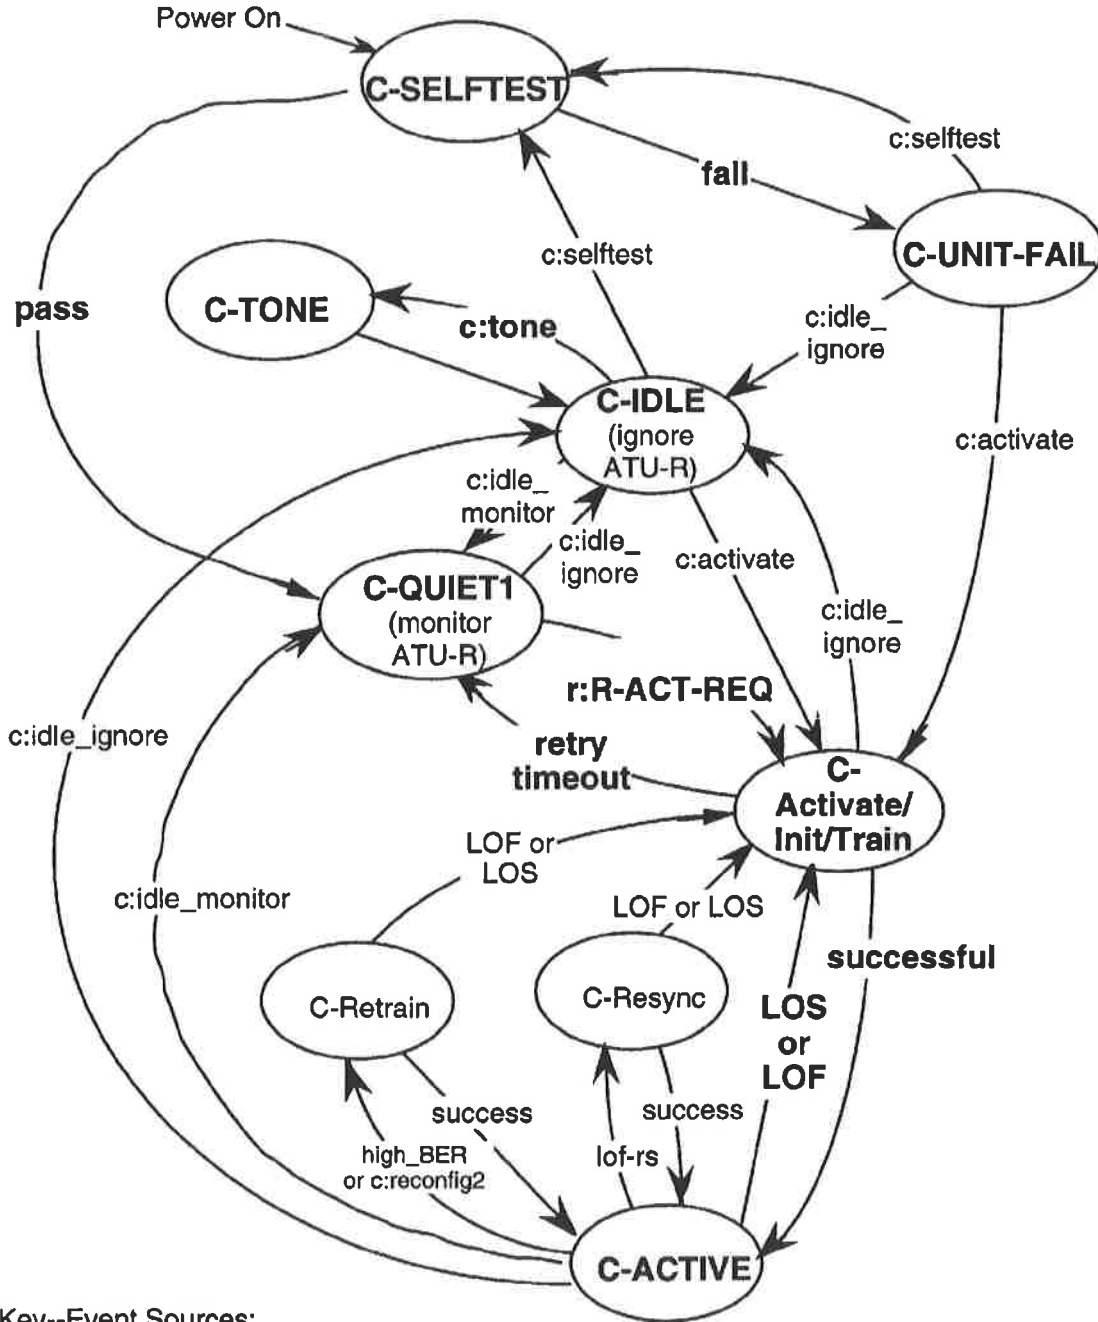 Power On
C-SELFTEST
c:selftest
fail
c:selftest
C-UNIT-FAIL
C-TONE
pass
c:tone
c:idle_
ignore
C-IDLE
(ignore
ATU-R)
c:activate
c:idle_
monitor
c:idle_
ignore
c:activate
C-QUIET1
(monitor
ATU-R)
c:idle_
ignore
r:R-ACT-REQ
c:idle_ignore
retry
timeout
C-
Activate/
Init/Train
LOF or
LOS
c:idle_monitor
LOF or LOS
successful
C-Retrain
C-Resync
LOS
or
LOF
success
success
high_BER
or c:reconfig2
lof-rs
C-ACTIVE
Key--Event Sources: